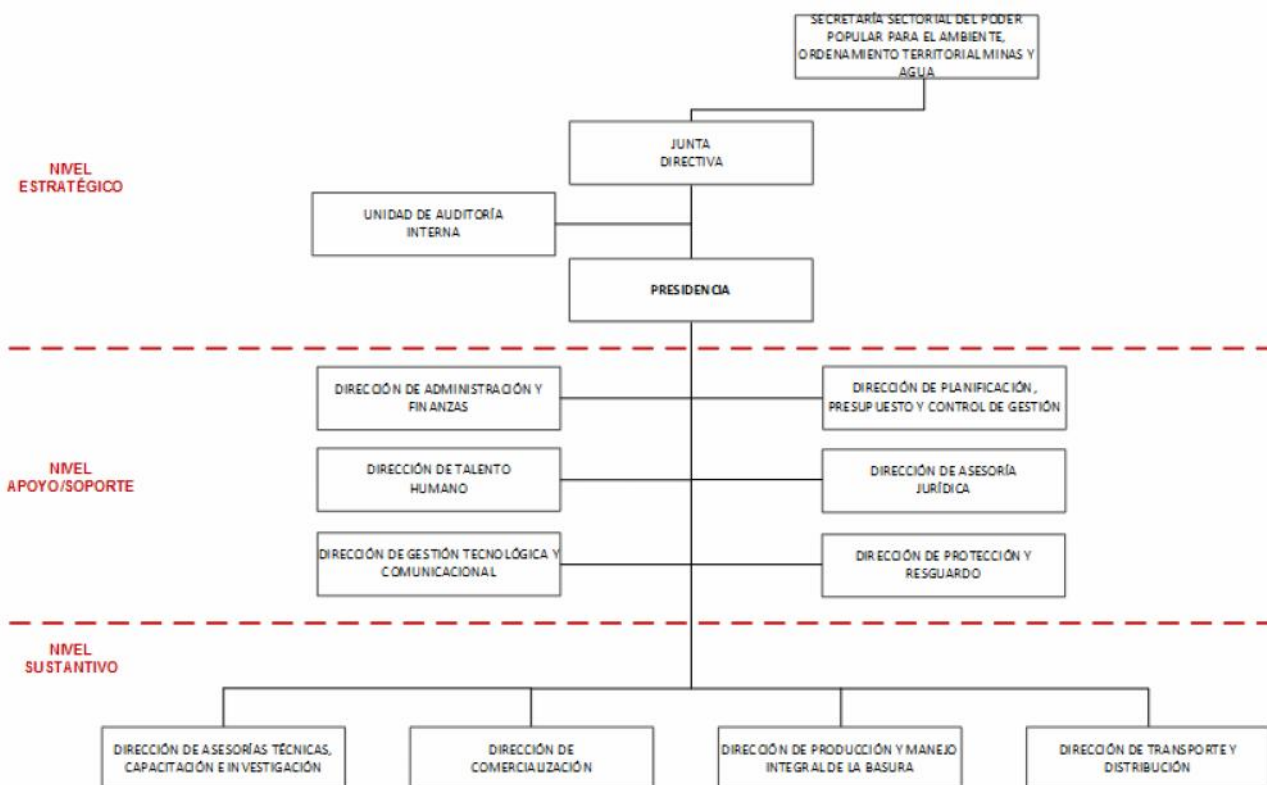 SECRETARÍA SECTORIAL DEL PODER
POPULAR PARA EL AMBIENTE,
ORDENAMIENTO TERRITORIAL MINAS Y
AGUA
JUNTA
DIRECTIVA
NIVEL
ESTRATÉGICO
UNIDAD DE AUDITORÍA
INTERNA
PRESIDENCIA
DIRECCIÓN DE ADMINISTRACIÓN Y
FINANZAS
DIRECCIÓN DE PLANIFICACIÓN,
PRESUPUESTO Y CONTROL DE GESTIÓN
NIVEL
APOYO/SOPORTE
DIRECCIÓN DE TALENTO
HUMANO
DIRECCIÓN DE ASESORÍA
JURÍDICA
DIRECCIÓN DE GESTIÓN TECNOLÓGICA Y
COMUNICACIONAL
DIRECCIÓN DE PROTECCIÓN Y
RESGUARDO
NIVEL
SUSTANTIVO
DIRECCIÓN DE ASESORÍAS TÉCNICAS,
CAPACITACIÓN E INVESTIGACIÓN
DIRECCIÓN DE
COMERCIALIZACIÓN
DIRECCIÓN DE PRODUCCIÓN Y MANEJO
INTEGRAL DE LA BASURA
DIRECCIÓN DE TRANSPORTE Y
DISTRIBUCIÓN